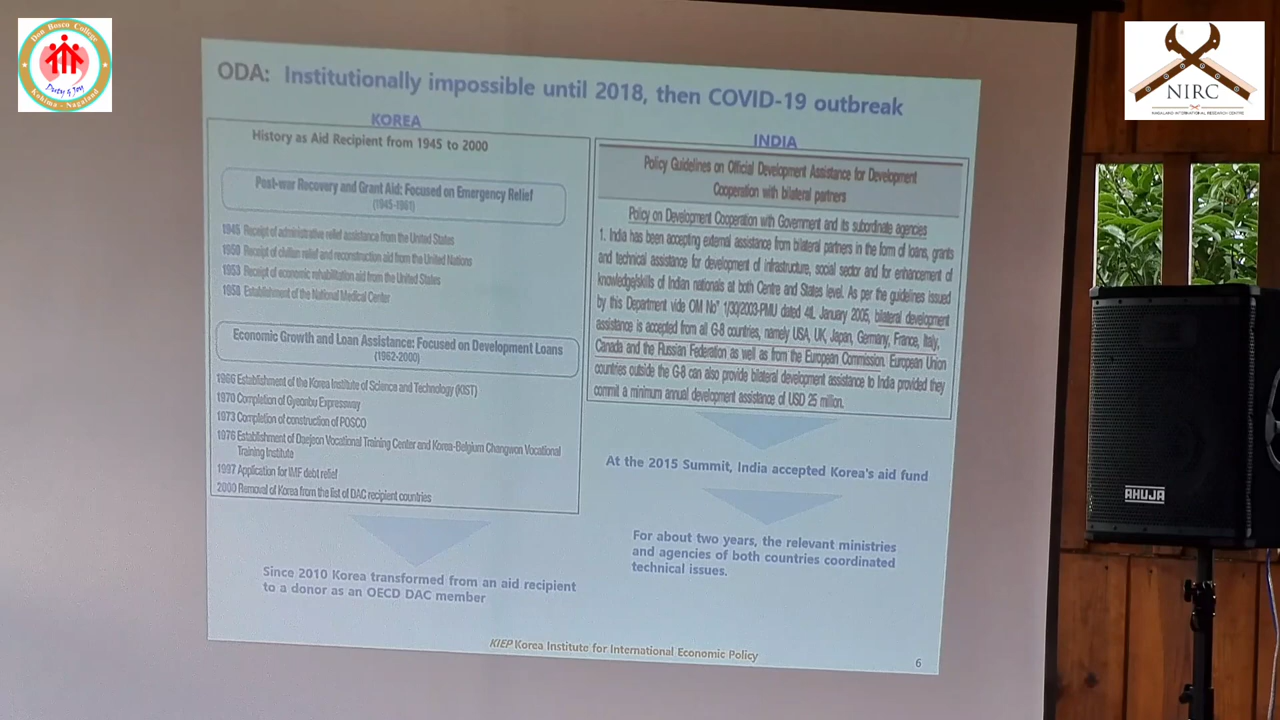 Don Bosco College
Duty & Joy
Kohima - Nagaland
NIRC
NAGALAND INTERNATIONAL RESEARCH CENTRE
ODA: Institutionally impossible until 2018, then COVID-19 outbreak
KOREA
History as Aid Recipient from 1945 to 2000
Post-war Recovery and Grant Aid: Focused on Emergency Relief
(1945-1961)
1945 Receipt of administrative relief assistance from the United States
1950 Receipt of civilian relief and reconstruction aid from the United Nations
1953 Receipt of economic rehabilitation aid from the United States
1958 Establishment of the National Medical Center
Economic Growth and Loan Assistance: Focused on Development Loans
(1962-2000)
1966 Establishment of the Korea Institute of Science and Technology (KIST)
1970 Completion of Gyeonbu Expressway
1973 Completion of construction of POSCO
1976 Establishment of Daejeon Vocational Training Center and Korea-Belgium Changwon Vocational
Training Institute
1997 Application for IMF debt relief
2000 Removal of Korea from the list of DAC recipient countries
Since 2010 Korea transformed from an aid recipient
to a donor as an OECD DAC member
INDIA
Policy Guidelines on Official Development Assistance for Development
Cooperation with bilateral partners
Policy on Development Cooperation with Government and its subordinate agencies
1. India has been accepting external assistance from bilateral partners in the form of loans, grants
and technical assistance for development of infrastructure, social sector and for enhancement of
knowledge/skills of Indian nationals at both Centre and States level. As per the guidelines issued
by this Department vide OM No" 1/30/2003-PMU dated January 2005, bilateral development
assistance is accepted from all G-8 countries, namely USA, UK, Japan, Germany, France, Italy,
Canada and the Russian Federation as well as from the European Commission. European Union
countries outside the G-8 can also provide bilateral development assistance to India provided they
commit a minimum annual development assistance of USD 25 million.
At the 2015 Summit, India accepted Korea's aid fund
For about two years, the relevant ministries
and agencies of both countries coordinated
technical issues.
KIEP Korea Institute for International Economic Policy
6
AHUJA